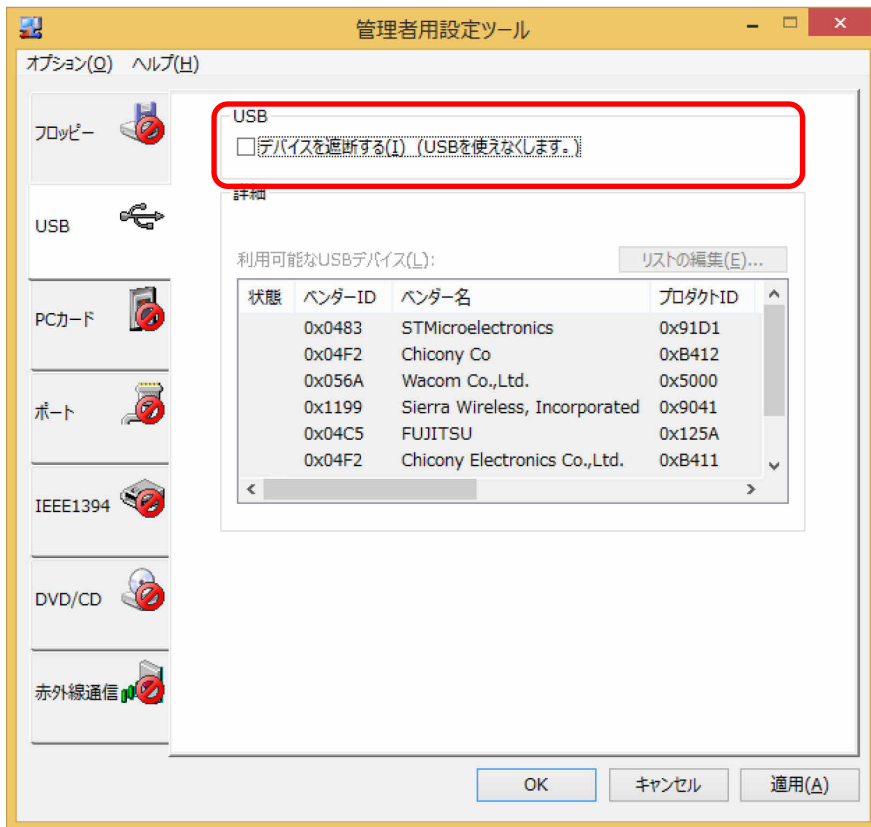 管理者用設定ツール
オプション(O) ヘルプ(H)
フロッピー
USB
PCカード
ポート
IEEE1394
DVD/CD
赤外線通信
USB
デバイスを遮断する(I) (USBを使えなくします。)
詳細
利用可能なUSBデバイス(L): リストの編集(E)...
状態 ベンダーID ベンダー名 プロダクトID
0x0483 STMicroelectronics 0x91D1
0x04F2 Chicony Co 0xB412
0x056A Wacom Co.,Ltd. 0x5000
0x1199 Sierra Wireless, Incorporated 0x9041
0x04C5 FUJITSU 0x125A
0x04F2 Chicony Electronics Co.,Ltd. 0xB411
OK キャンセル 適用(A)